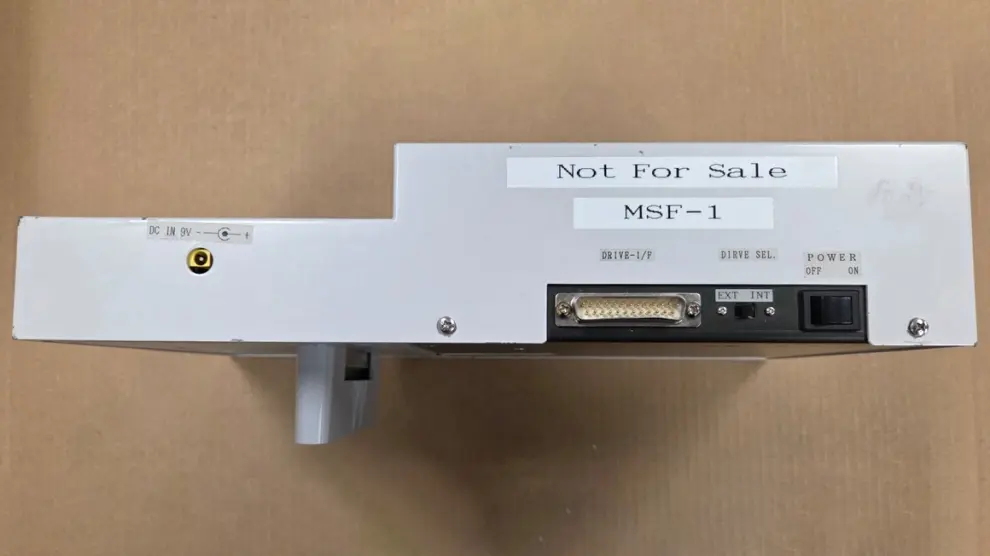 Not For Sale
MSF-1
DC IN 9V - +
DRIVE-I/F
DIRVE SEL.
POWER
OFF ON
EXT INT